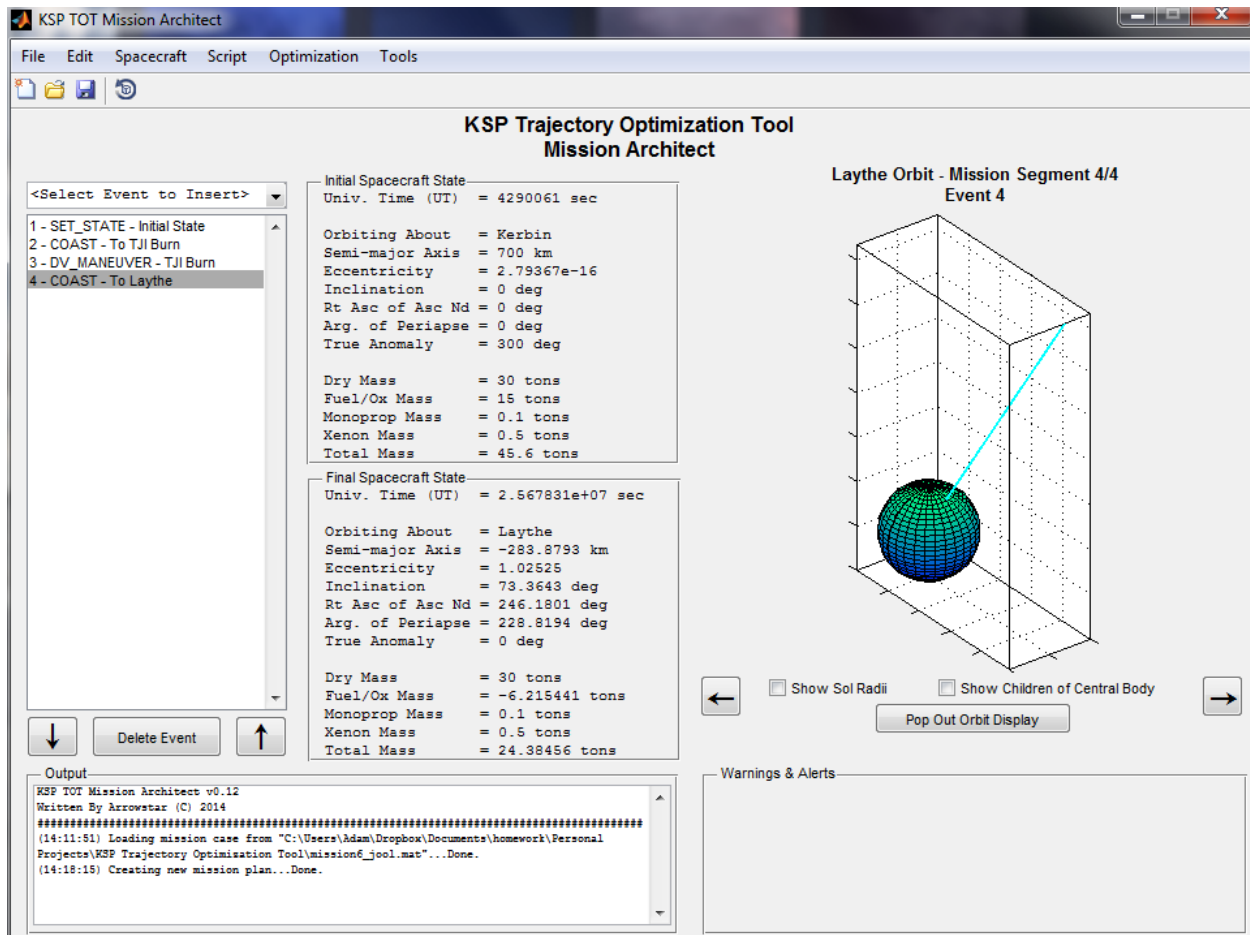 KSP TOT Mission Architect
File Edit Spacecraft Script Optimization Tools
KSP Trajectory Optimization Tool
Mission Architect
<Select Event to Insert>
1 - SET_STATE - Initial State
2 - COAST - To TJI Burn
3 - DV_MANEUVER - TJI Burn
4 - COAST - To Laythe
Delete Event
Initial Spacecraft State
Univ. Time (UT) = 4290061 sec
Orbiting About = Kerbin
Semi-major Axis = 700 km
Eccentricity = 2.79367e-16
Inclination = 0 deg
Rt Asc of Asc Nd = 0 deg
Arg. of Periapse = 0 deg
True Anomaly = 300 deg
Dry Mass = 30 tons
Fuel/Ox Mass = 15 tons
Monoprop Mass = 0.1 tons
Xenon Mass = 0.5 tons
Total Mass = 45.6 tons
Final Spacecraft State
Univ. Time (UT) = 2.567831e+07 sec
Orbiting About = Laythe
Semi-major Axis = -283.8793 km
Eccentricity = 1.02525
Inclination = 73.3643 deg
Rt Asc of Asc Nd = 246.1801 deg
Arg. of Periapse = 228.8194 deg
True Anomaly = 0 deg
Dry Mass = 30 tons
Fuel/Ox Mass = -6.215441 tons
Monoprop Mass = 0.1 tons
Xenon Mass = 0.5 tons
Total Mass = 24.38456 tons
Laythe Orbit - Mission Segment 4/4
Event 4
Show Sol Radii Show Children of Central Body
Pop Out Orbit Display
Output
KSP TOT Mission Architect v0.12
Written By Arrowstar (C) 2014
###############################################################################################
(14:11:51) Loading mission case from "C:\Users\Adam\Dropbox\Documents\homework\Personal
Projects\KSP Trajectory Optimization Tool\mission6_jool.mat"...Done.
(14:18:15) Creating new mission plan...Done.
Warnings & Alerts